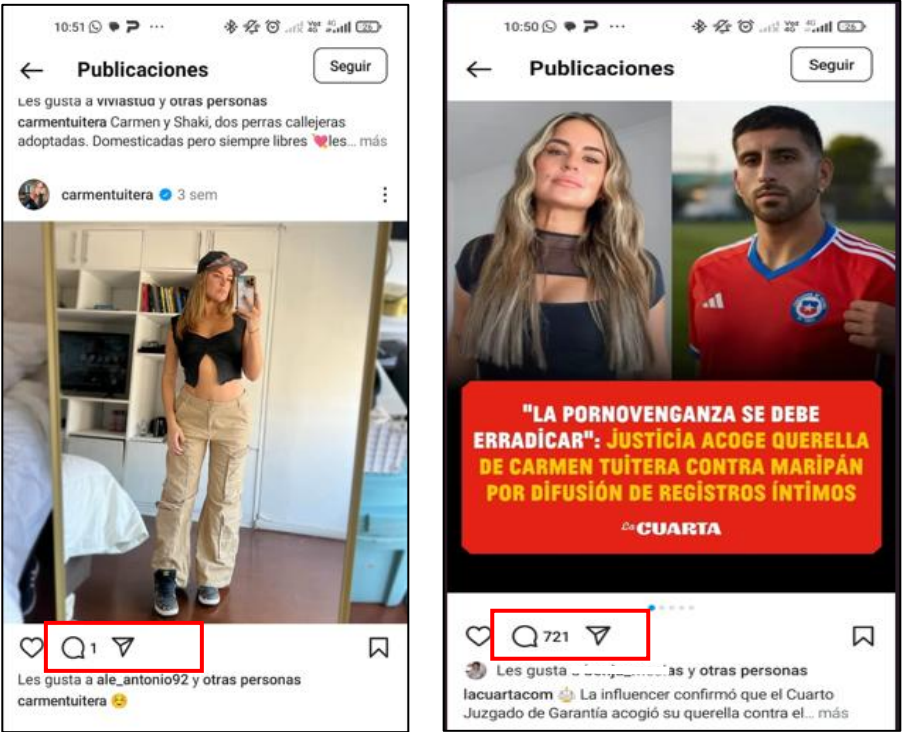 10:51
Publicaciones
Seguir
Les gusta a viviastud y otras personas
carmentuitera Carmen y Shaki, dos perras callejeras
adoptadas. Domesticadas pero siempre libres 💘les... más
carmentuitera 3 sem
1
Les gusta a ale_antonio92 y otras personas
carmentuitera ☺️
10:50
Publicaciones
Seguir
"LA PORNOVENGANZA SE DEBE
ERRADICAR": JUSTICIA ACOGE QUERELLA
DE CARMEN TUITERA CONTRA MARIPÁN
POR DIFUSIÓN DE REGISTROS ÍNTIMOS
La CUARTA
721
Les gusta y otras personas
lacuartacom La influencer confirmó que el Cuarto
Juzgado de Garantía acogió su querella contra el... más